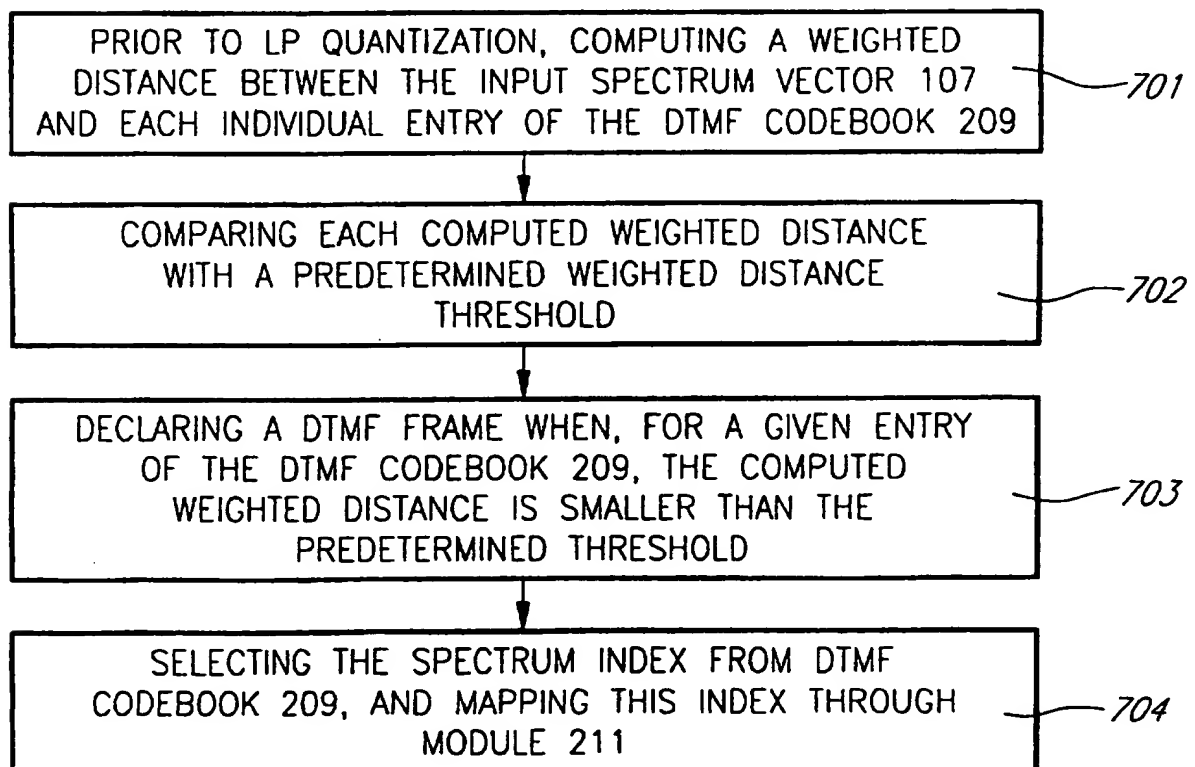 PRIOR TO LP QUANTIZATION, COMPUTING A WEIGHTED
DISTANCE BETWEEN THE INPUT SPECTRUM VECTOR 107
AND EACH INDIVIDUAL ENTRY OF THE DTMF CODEBOOK 209
701
COMPARING EACH COMPUTED WEIGHTED DISTANCE
WITH A PREDETERMINED WEIGHTED DISTANCE
THRESHOLD
702
DECLARING A DTMF FRAME WHEN, FOR A GIVEN ENTRY
OF THE DTMF CODEBOOK 209, THE COMPUTED
WEIGHTED DISTANCE IS SMALLER THAN THE
PREDETERMINED THRESHOLD
703
SELECTING THE SPECTRUM INDEX FROM DTMF
CODEBOOK 209, AND MAPPING THIS INDEX THROUGH
MODULE 211
704